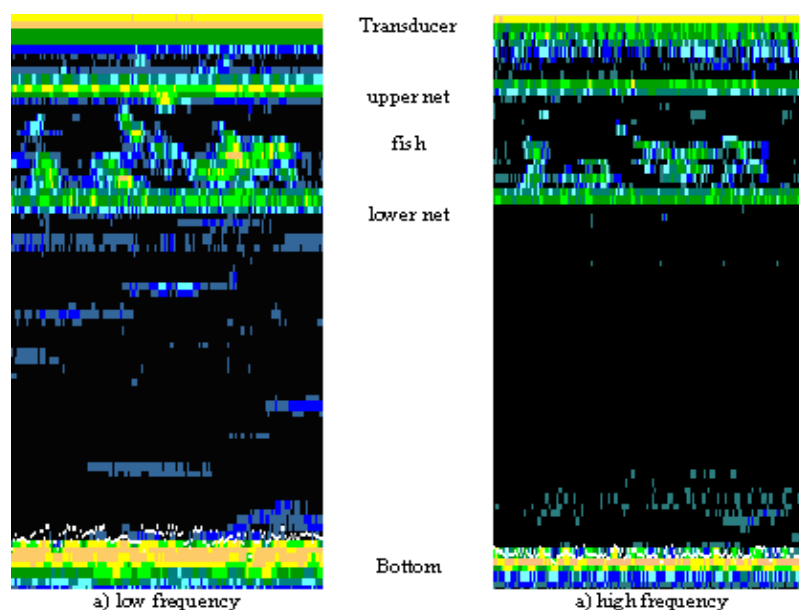 Transducer
upper net
fish
lower net
Bottom
a) low frequency
a) high frequency